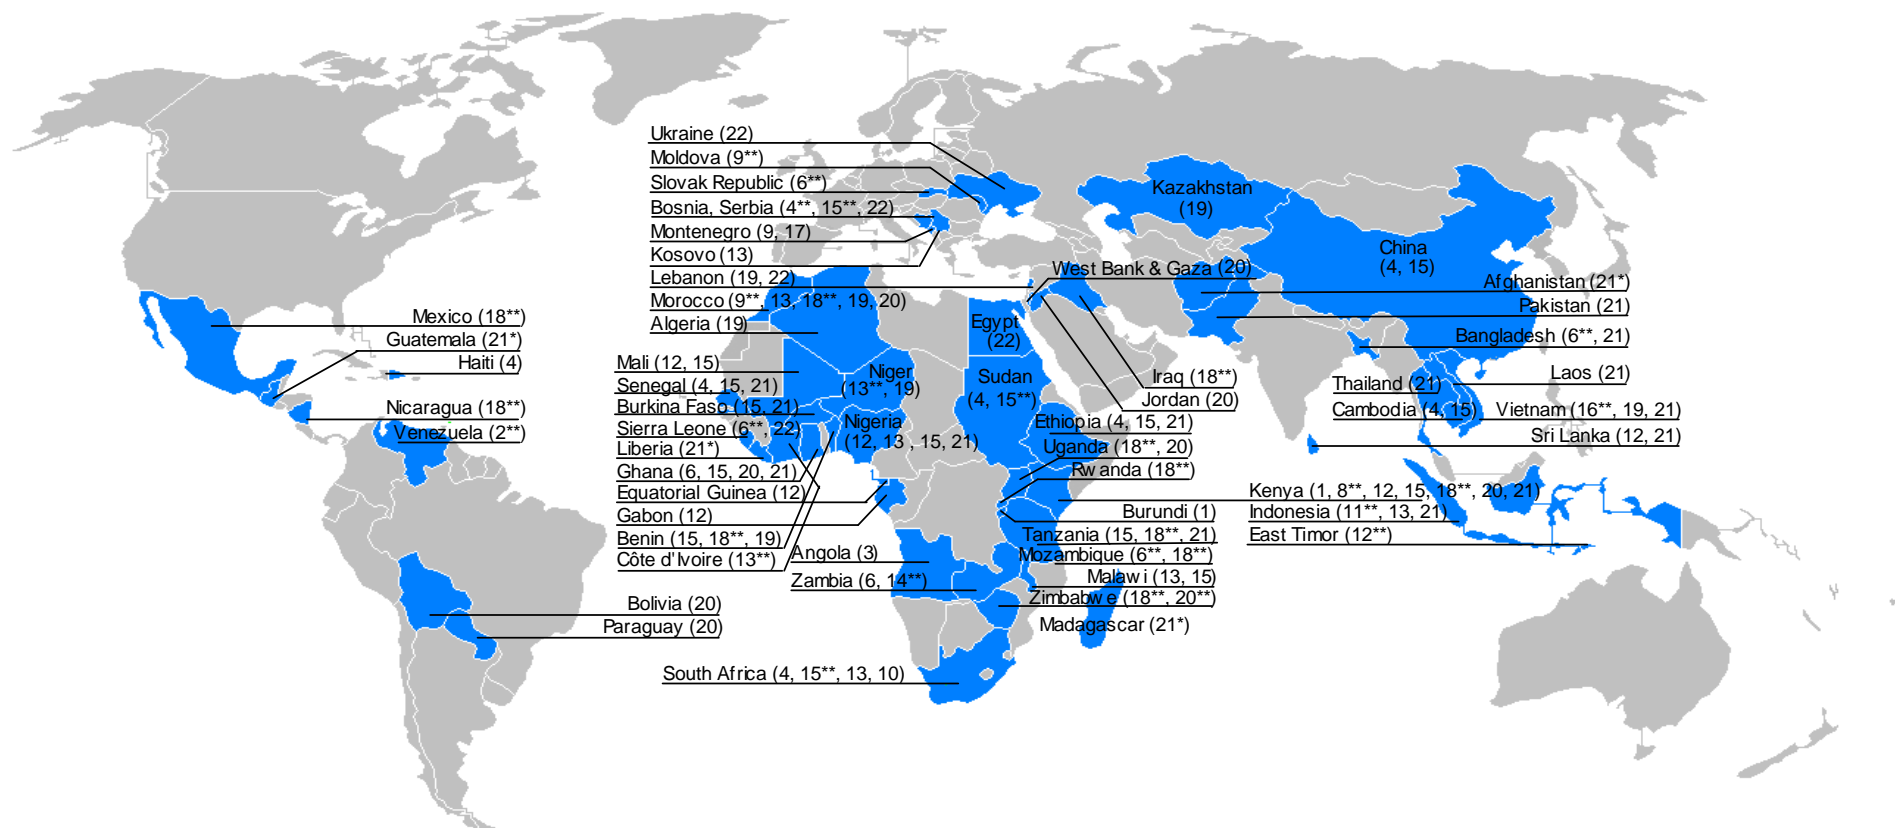 Ukraine (22)
Moldova (9**)
Slovak Republic (6**)
Bosnia, Serbia (4**, 15**, 22)
Montenegro (9, 17)
Kosovo (13)
Lebanon (19, 22)
Morocco (9**, 13, 18**, 19, 20)
Algeria (19)
Mali (12, 15)
Senegal (4, 15, 21)
Burkina Faso (15, 21)
Sierra Leone (6**, 22)
Liberia (21*)
Ghana (6, 15, 20, 21)
Equatorial Guinea (12)
Gabon (12)
Benin (15, 18**, 19)
Côte d'Ivoire (13**)
Mexico (18**)
Guatemala (21*)
Haiti (4)
Nicaragua (18**)
Venezuela (2**)
Bolivia (20)
Paraguay (20)
Niger
(13**, 19)
Nigeria
(12, 13 , 15, 21)
Egypt
(22)
Sudan
(4, 15**)
Angola (3)
Zambia (6, 14**)
South Africa (4, 15**, 13, 10)
West Bank & Gaza (20)
Iraq (18**)
Jordan (20)
Ethiopia (4, 15, 21)
Uganda (18**, 20)
Rwanda (18**)
Kenya (1, 8**, 12, 15, 18**, 20, 21)
Burundi (1)
Tanzania (15, 18**, 21)
Mozambique (6**, 18**)
Malawi (13, 15)
Zimbabwe (18**, 20**)
Madagascar (21*)
Kazakhstan
(19)
China
(4, 15)
Afghanistan (21*)
Pakistan (21)
Bangladesh (6**, 21)
Laos (21)
Thailand (21)
Cambodia (4, 15)
Vietnam (16**, 19, 21)
Sri Lanka (12, 21)
Indonesia (11**, 13, 21)
East Timor (12**)